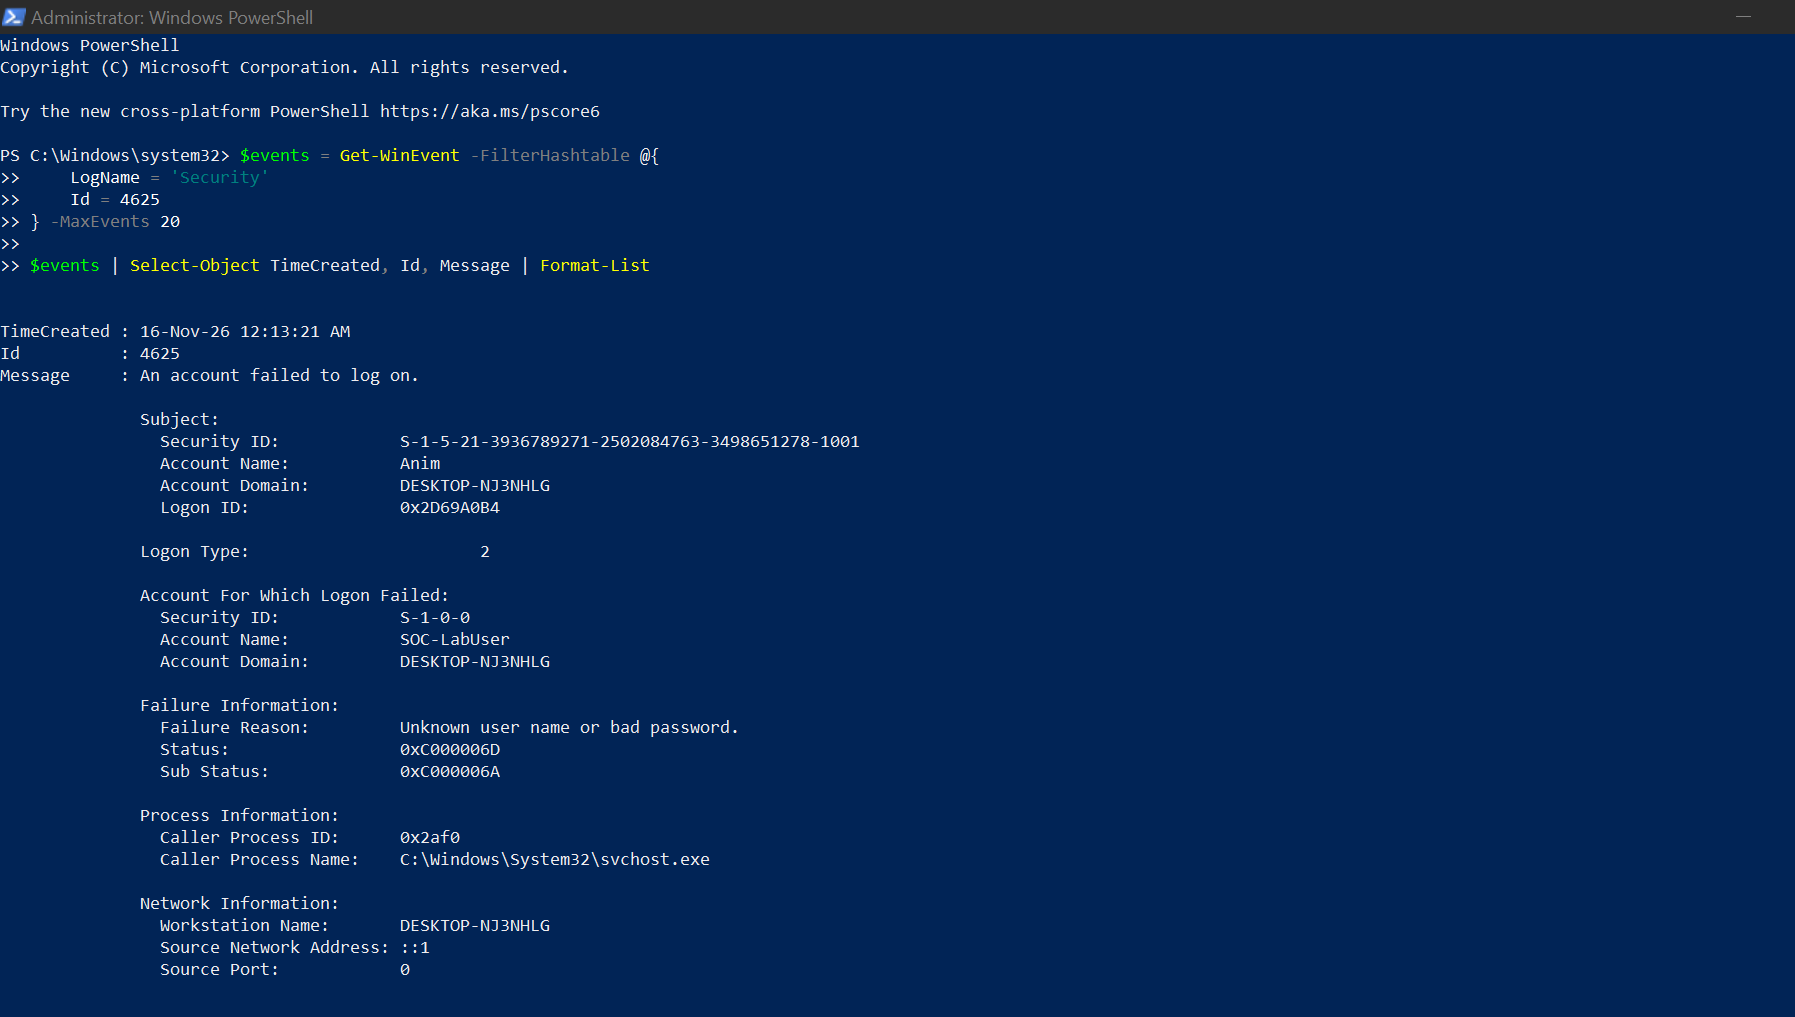 Administrator: Windows PowerShell
Windows PowerShell
Copyright (C) Microsoft Corporation. All rights reserved.
Try the new cross-platform PowerShell https://aka.ms/pscore6
PS C:\Windows\system32> $events = Get-WinEvent -FilterHashtable @{
>>     LogName = 'Security'
>>     Id = 4625
>> } -MaxEvents 20
>>
>> $events | Select-Object TimeCreated, Id, Message | Format-List
TimeCreated : 16-Nov-26 12:13:21 AM
Id          : 4625
Message     : An account failed to log on.
Subject:
Security ID:            S-1-5-21-3936789271-2502084763-3498651278-1001
Account Name:           Anim
Account Domain:         DESKTOP-NJ3NHLG
Logon ID:               0x2D69A0B4
Logon Type:                       2
Account For Which Logon Failed:
Security ID:            S-1-0-0
Account Name:           SOC-LabUser
Account Domain:         DESKTOP-NJ3NHLG
Failure Information:
Failure Reason:         Unknown user name or bad password.
Status:                 0xC000006D
Sub Status:             0xC000006A
Process Information:
Caller Process ID:      0x2af0
Caller Process Name:    C:\Windows\System32\svchost.exe
Network Information:
Workstation Name:       DESKTOP-NJ3NHLG
Source Network Address: ::1
Source Port:            0